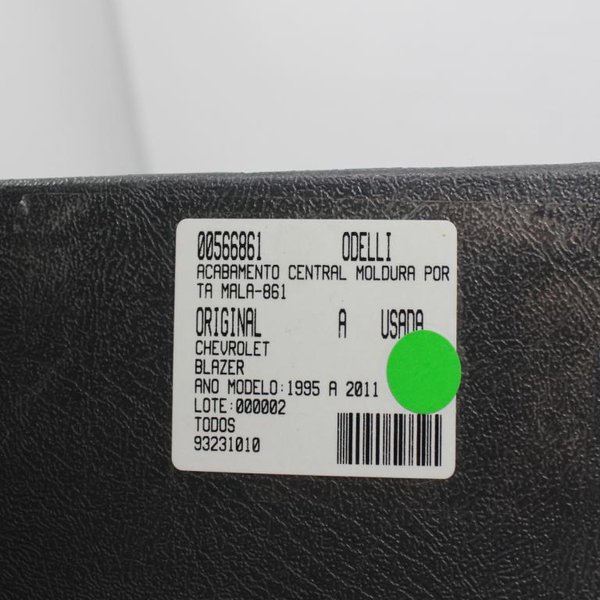 00566861 ODELLI
ACABAMENTO CENTRAL MOLDURA POR
TA MALA-861
ORIGINAL A USADA
CHEVROLET
BLAZER
ANO MODELO:1995 A 2011
LOTE:000002
TODOS
93231010